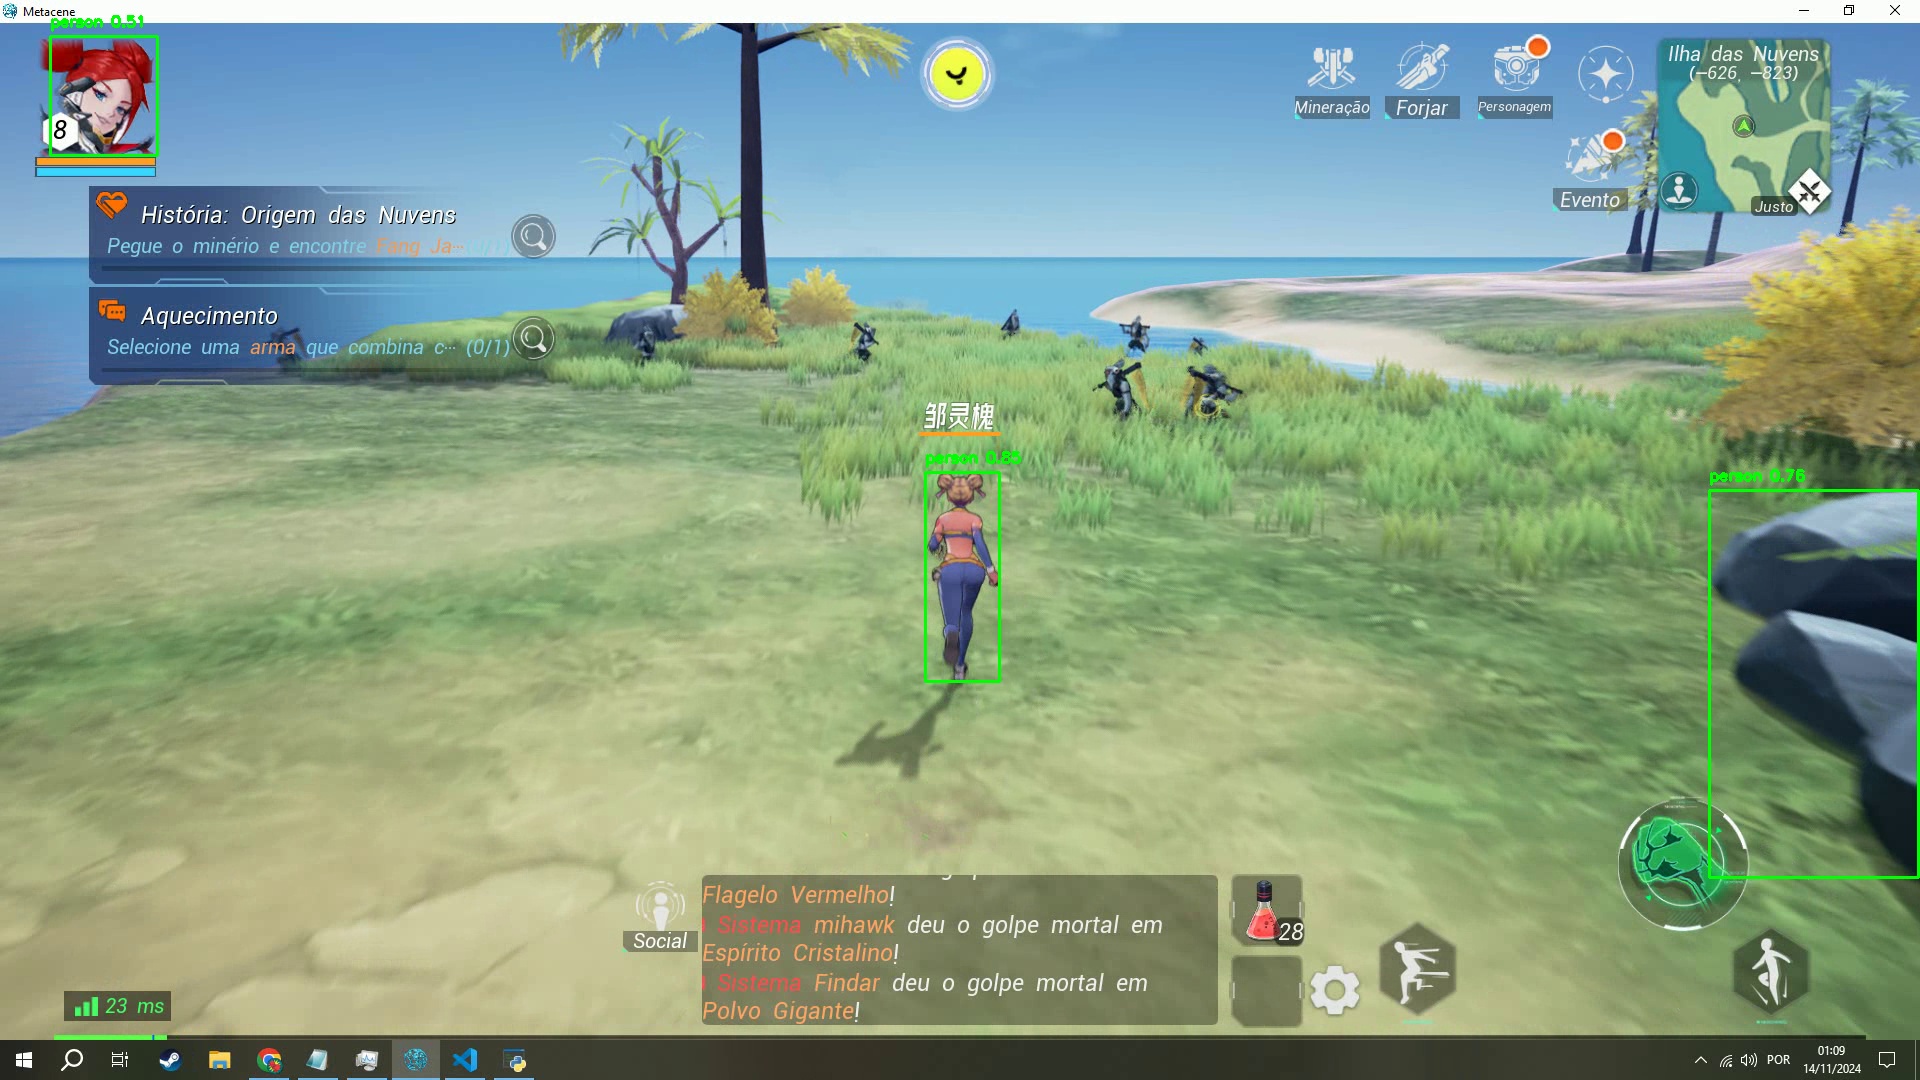 Metacene
person 0.51
8
História: Origem das Nuvens
Pegue o minério e encontre Fang Ja··· (0/1)
Aquecimento
Selecione uma arma que combina c··· (0/1)
Mineração
Forjar
Personagem
Evento
Ilha das Nuvens
(−626, −823)
Justo
邹灵槐
person 0.85
person 0.76
Social
Flagelo Vermelho!
Sistema mihawk deu o golpe mortal em
Espírito Cristalino!
Sistema Findar deu o golpe mortal em
Polvo Gigante!
28
23 ms
POR
01:09
14/11/2024